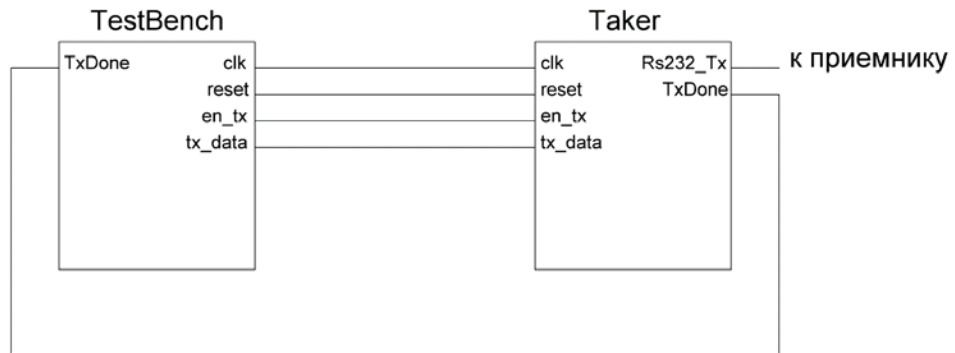 TestBench
Taker
TxDone clk
reset
en_tx
tx_data
clk Rs232_Tx
reset TxDone
en_tx
tx_data
к приемнику